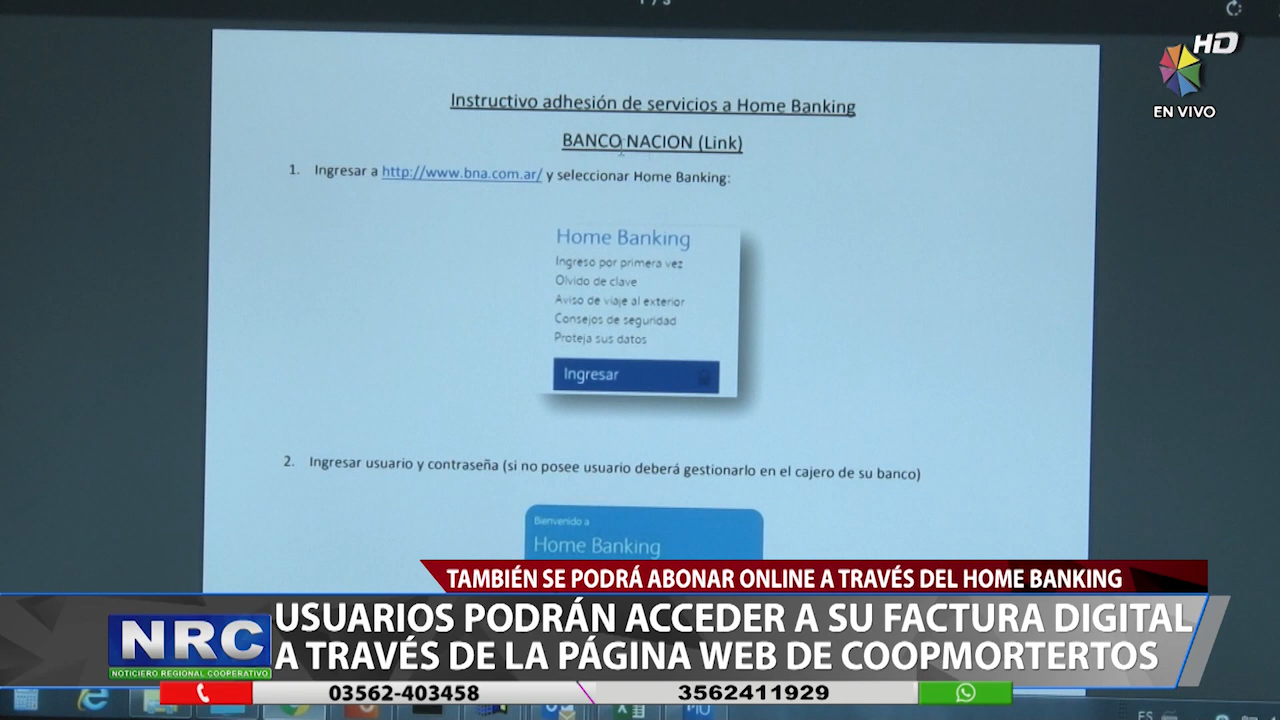 1 / 3
HD
EN VIVO
Instructivo adhesión de servicios a Home Banking
BANCO NACION (Link)
1. Ingresar a http://www.bna.com.ar/ y seleccionar Home Banking:
Home Banking
Ingreso por primera vez
Olvido de clave
Aviso de viaje al exterior
Consejos de seguridad
Proteja sus datos
Ingresar
2. Ingresar usuario y contraseña (si no posee usuario deberá gestionarlo en el cajero de su banco)
Bienvenido a
Home Banking
TAMBIÉN SE PODRÁ ABONAR ONLINE A TRAVÉS DEL HOME BANKING
USUARIOS PODRÁN ACCEDER A SU FACTURA DIGITAL
A TRAVÉS DE LA PÁGINA WEB DE COOPMORTERTOS
NRC
NOTICIERO REGIONAL COOPERATIVO
03562-403458
3562411929
ES